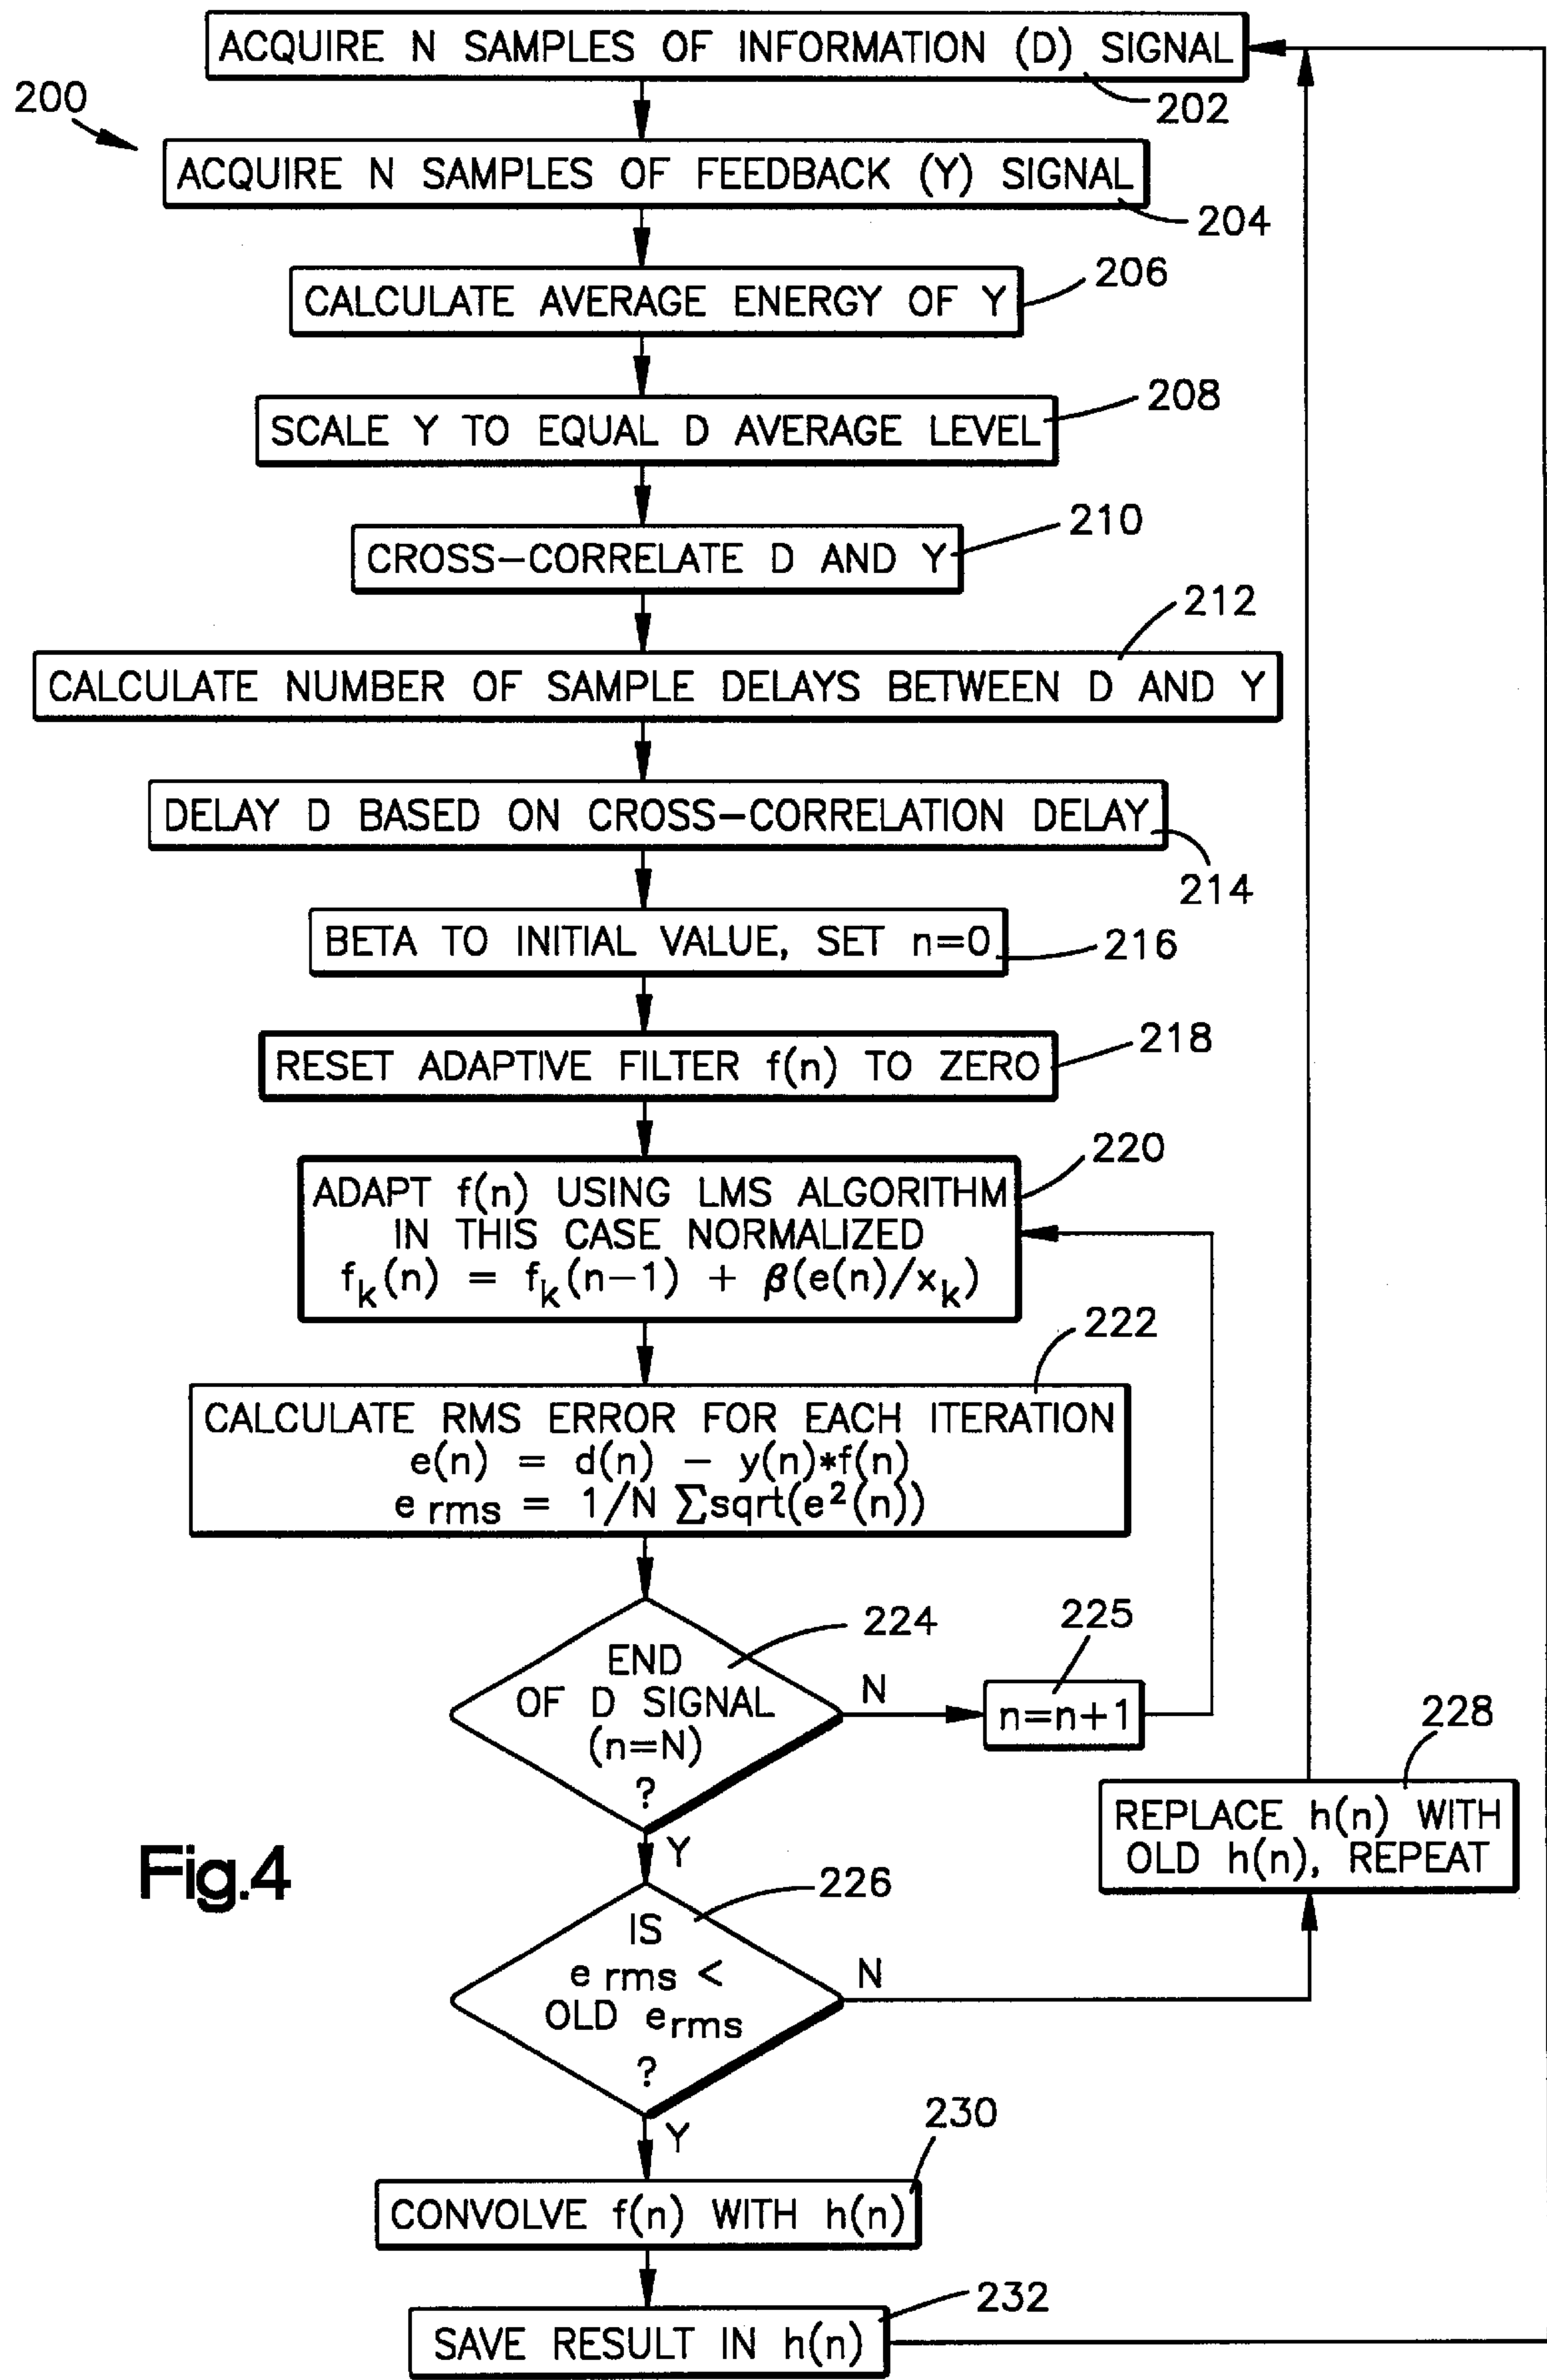 ACQUIRE N SAMPLES OF INFORMATION (D) SIGNAL
202
200
ACQUIRE N SAMPLES OF FEEDBACK (Y) SIGNAL
204
206
CALCULATE AVERAGE ENERGY OF Y
208
SCALE Y TO EQUAL D AVERAGE LEVEL
210
CROSS-CORRELATE D AND Y
212
CALCULATE NUMBER OF SAMPLE DELAYS BETWEEN D AND Y
DELAY D BASED ON CROSS-CORRELATION DELAY
214
BETA TO INITIAL VALUE, SET n=0
216
218
RESET ADAPTIVE FILTER f(n) TO ZERO
220
ADAPT f(n) USING LMS ALGORITHM
IN THIS CASE NORMALIZED
f_k(n) = f_k(n-1) + β(e(n)/x_k)
222
CALCULATE RMS ERROR FOR EACH ITERATION
e(n) = d(n) - y(n)*f(n)
e rms = 1/N ∑sqrt(e²(n))
224
END
OF D SIGNAL
(n=N)
?
N
225
n=n+1
Y
228
REPLACE h(n) WITH
OLD h(n), REPEAT
Fig.4
226
IS
e rms <
OLD e rms
?
N
Y
230
CONVOLVE f(n) WITH h(n)
232
SAVE RESULT IN h(n)